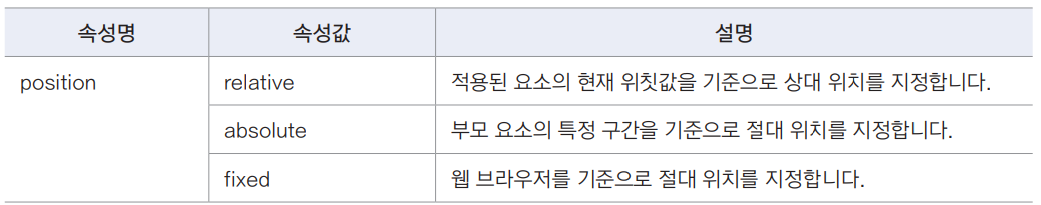 속성명 속성값 설명
position relative 적용된 요소의 현재 위칫값을 기준으로 상대 위치를 지정합니다.
absolute 부모 요소의 특정 구간을 기준으로 절대 위치를 지정합니다.
fixed 웹 브라우저를 기준으로 절대 위치를 지정합니다.